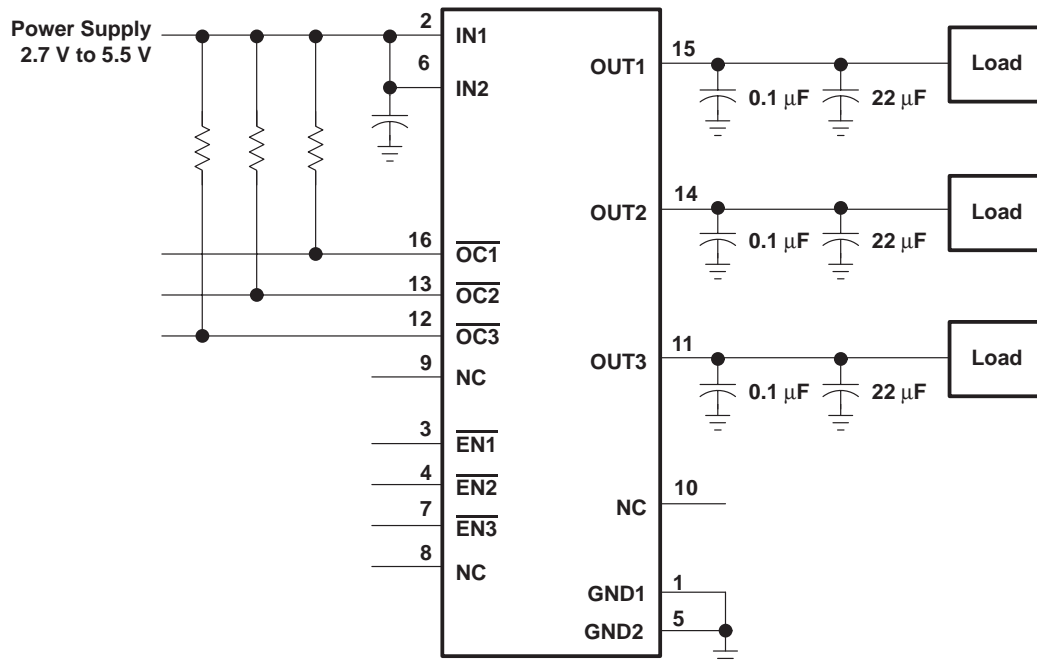 Power Supply
2.7 V to 5.5 V
2
IN1
6
IN2
16
OC1
13
OC2
12
OC3
9
NC
3
EN1
4
EN2
7
EN3
8
NC
15
OUT1
0.1 μF
22 μF
Load
14
OUT2
0.1 μF
22 μF
Load
11
OUT3
0.1 μF
22 μF
Load
10
NC
GND1
1
GND2
5